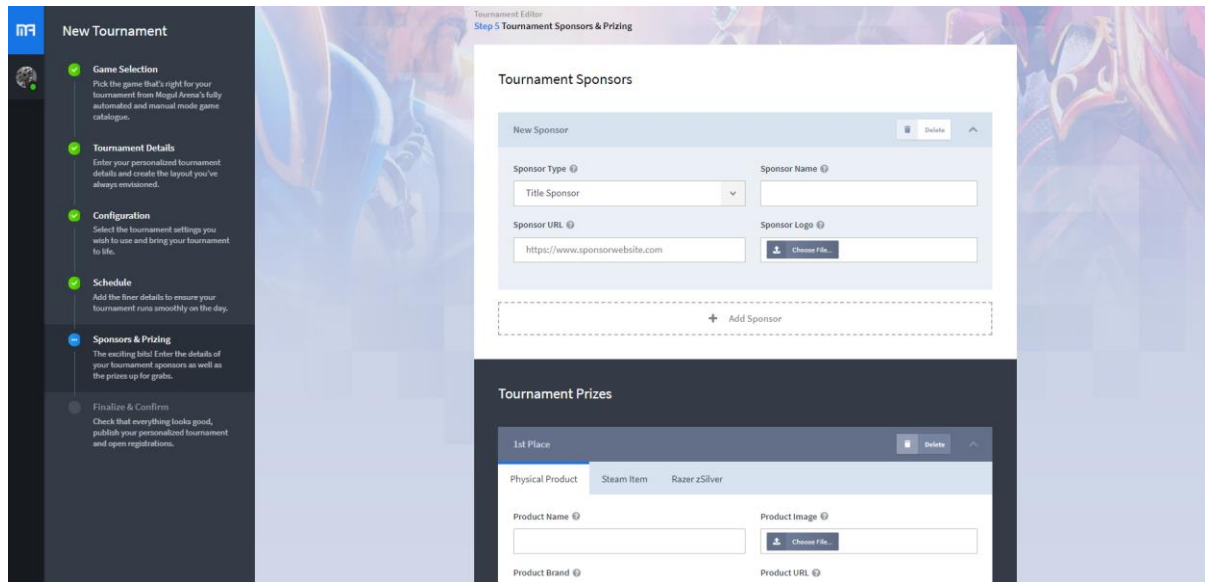 New Tournament
Game Selection
Pick the game that's right for your
tournament from Mogul Arena's fully
automated and manual mode game
catalogue.
Tournament Details
Enter your personalized tournament
details and create the layout you've
always envisioned.
Configuration
Select the tournament settings you
wish to use and bring your tournament
to life.
Schedule
Add the finer details to ensure your
tournament runs smoothly on the day.
Sponsors & Prizing
The exciting bits! Enter the details of
your tournament sponsors as well as
the prizes up for grabs.
Finalize & Confirm
Check that everything looks good,
publish your personalized tournament
and open registrations.
Tournament Editor
Step 5 Tournament Sponsors & Prizing
Tournament Sponsors
New Sponsor Delete
Sponsor Type Sponsor Name
Title Sponsor
Sponsor URL Sponsor Logo
https://www.sponsorwebsite.com Choose File...
+ Add Sponsor
Tournament Prizes
1st Place Delete
Physical Product Steam Item Razer zSilver
Product Name Product Image
Choose File...
Product Brand Product URL